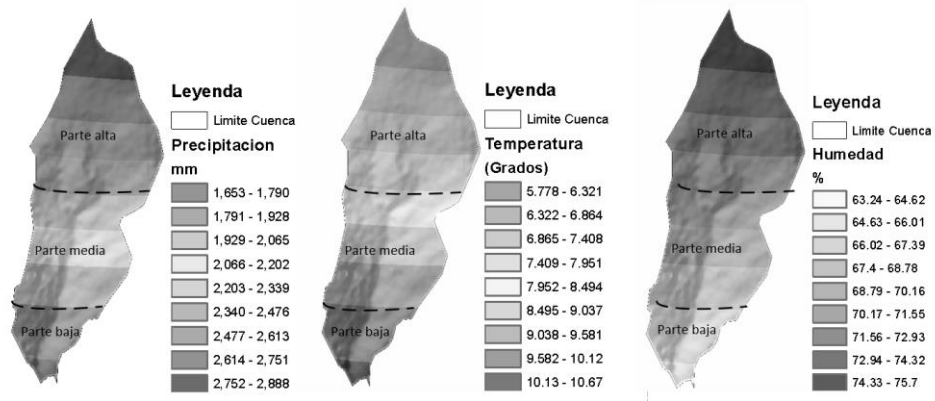 Parte alta
Parte media
Parte baja
Leyenda
Limite Cuenca
Precipitacion
mm
1,653 - 1,790
1,791 - 1,928
1,929 - 2,065
2,066 - 2,202
2,203 - 2,339
2,340 - 2,476
2,477 - 2,613
2,614 - 2,751
2,752 - 2,888
Parte alta
Parte media
Parte baja
Leyenda
Limite Cuenca
Temperatura
(Grados)
5.778 - 6.321
6.322 - 6.864
6.865 - 7.408
7.409 - 7.951
7.952 - 8.494
8.495 - 9.037
9.038 - 9.581
9.582 - 10.12
10.13 - 10.67
Parte alta
Parte media
Parte baja
Leyenda
Limite Cuenca
Humedad
%
63.24 - 64.62
64.63 - 66.01
66.02 - 67.39
67.4 - 68.78
68.79 - 70.16
70.17 - 71.55
71.56 - 72.93
72.94 - 74.32
74.33 - 75.7